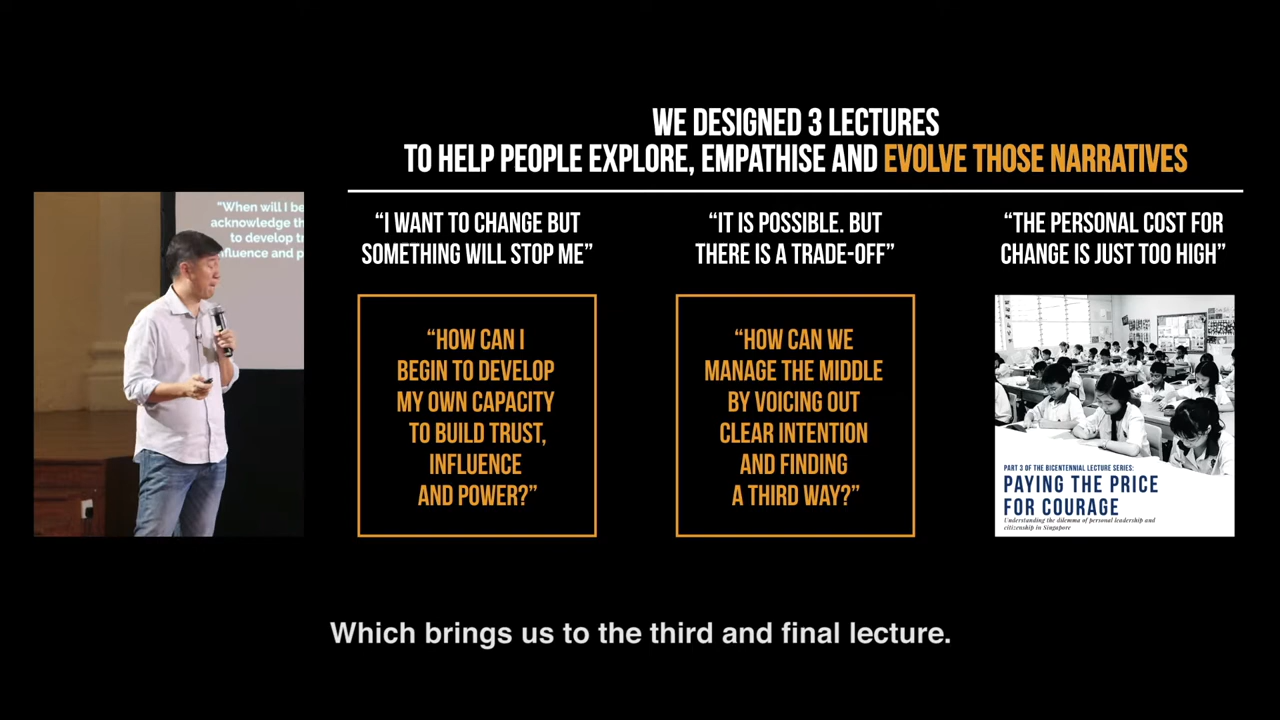 WE DESIGNED 3 LECTURES
TO HELP PEOPLE EXPLORE, EMPATHISE AND EVOLVE THOSE NARRATIVES
"When will I be
acknowledge th
to develop tr
nfluence and p
“I WANT TO CHANGE BUT
SOMETHING WILL STOP ME”
“HOW CAN I
BEGIN TO DEVELOP
MY OWN CAPACITY
TO BUILD TRUST,
INFLUENCE
AND POWER?”
“IT IS POSSIBLE. BUT
THERE IS A TRADE-OFF”
“HOW CAN WE
MANAGE THE MIDDLE
BY VOICING OUT
CLEAR INTENTION
AND FINDING
A THIRD WAY?”
“THE PERSONAL COST FOR
CHANGE IS JUST TOO HIGH”
PART 3 OF THE BICENTENNIAL LECTURE SERIES:
PAYING THE PRICE
FOR COURAGE
Understanding the dilemma of personal leadership and
citizenship in Singapore
Which brings us to the third and final lecture.